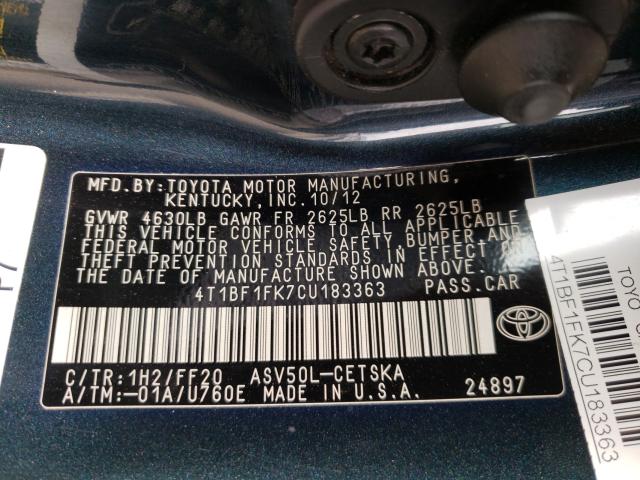 MFD.BY:TOYOTA MOTOR MANUFACTURING,
KENTUCKY, INC. 10/12
GVWR 4630LB GAWR FR 2625LB RR 2625LB
THIS VEHICLE CONFORMS TO ALL APPLICABLE
FEDERAL MOTOR VEHICLE SAFETY, BUMPER, AND
THEFT PREVENTION STANDARDS IN EFFECT ON
THE DATE OF MANUFACTURE SHOWN ABOVE.
4T1BF1FK7CU183363 PASS.CAR
C/TR:1H2/FF20 ASV50L-CETSKA
A/TM:-01A/U760E MADE IN U.S.A. 24897
4T1BF1FK7CU183363